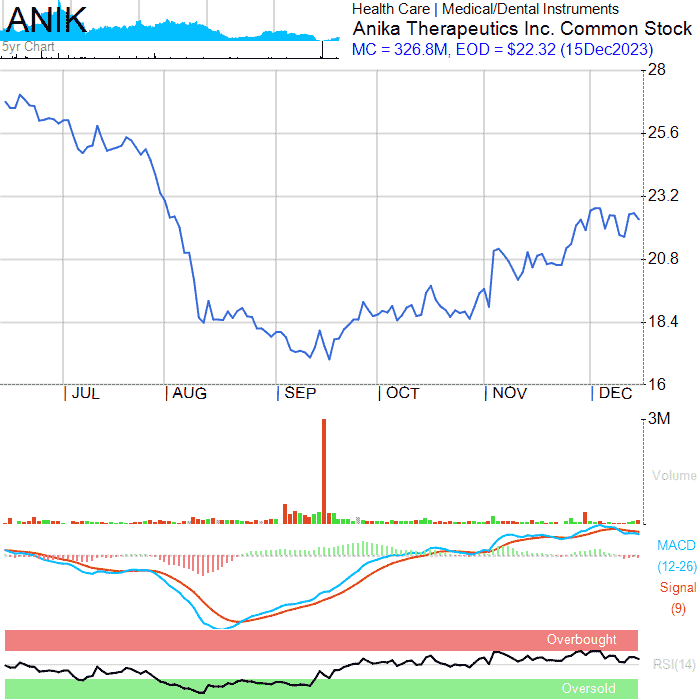 ANIK
5yr Chart
Health Care | Medical/Dental Instruments
Anika Therapeutics Inc. Common Stock
MC = 326.8M, EOD = $22.32 (15Dec2023)
28
25.6
23.2
20.8
18.4
16
JUL AUG SEP OCT NOV DEC
3M
Volume
MACD
(12-26)
Signal
(9)
Overbought
RSI(14)
Oversold